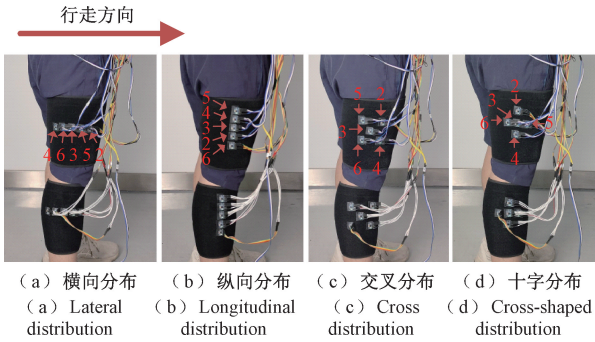 行走方向
4 6 3 5 2
5
4
3
2
6
5 2
3
6 4
2
3
6 5
4
（a）横向分布
（a）Lateral
distribution
（b）纵向分布
（b）Longitudinal
distribution
（c）交叉分布
（c）Cross
distribution
（d）十字分布
（d）Cross-shaped
distribution